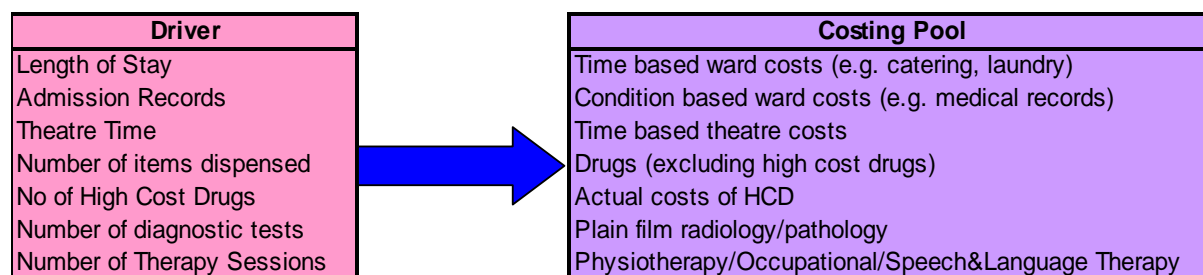 Driver
Length of Stay
Admission Records
Theatre Time
Number of items dispensed
No of High Cost Drugs
Number of diagnostic tests
Number of Therapy Sessions
Costing Pool
Time based ward costs (e.g. catering, laundry)
Condition based ward costs (e.g. medical records)
Time based theatre costs
Drugs (excluding high cost drugs)
Actual costs of HCD
Plain film radiology/pathology
Physiotherapy/Occupational/Speech&Language Therapy